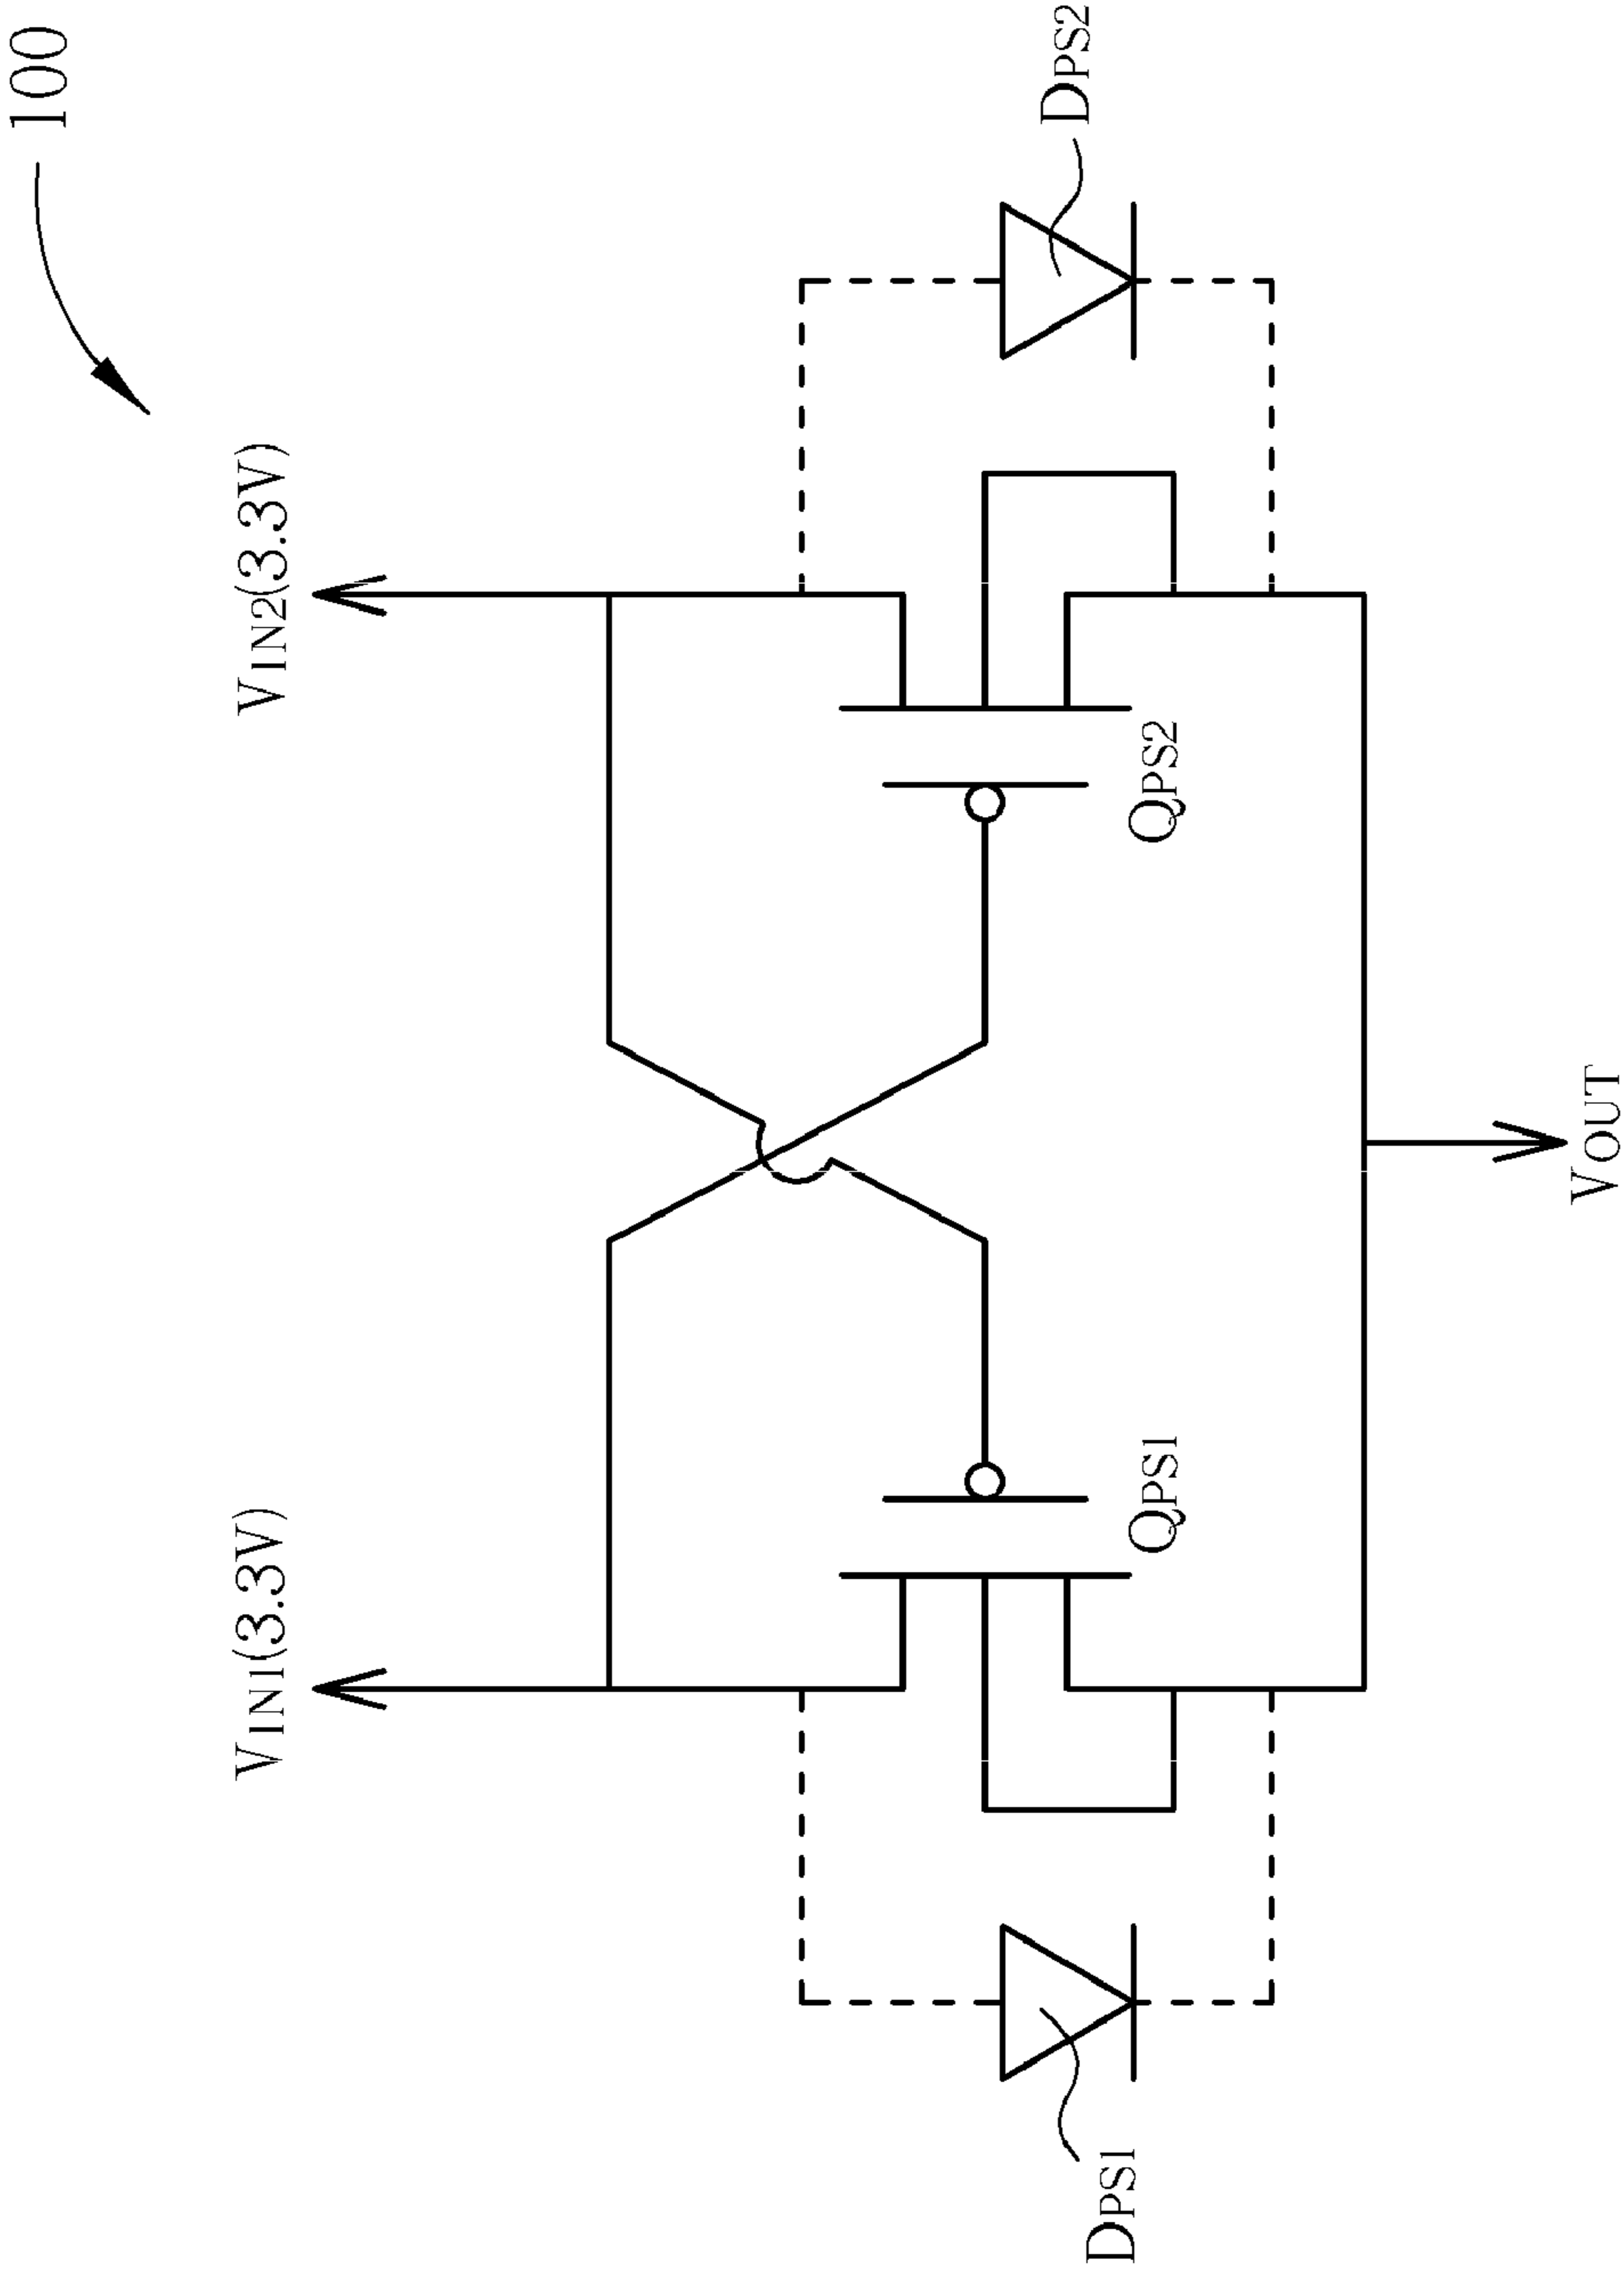 100
VIN1(3.3V)
VIN2(3.3V)
DPS1
QPS1
QPS2
DPS2
VOUT